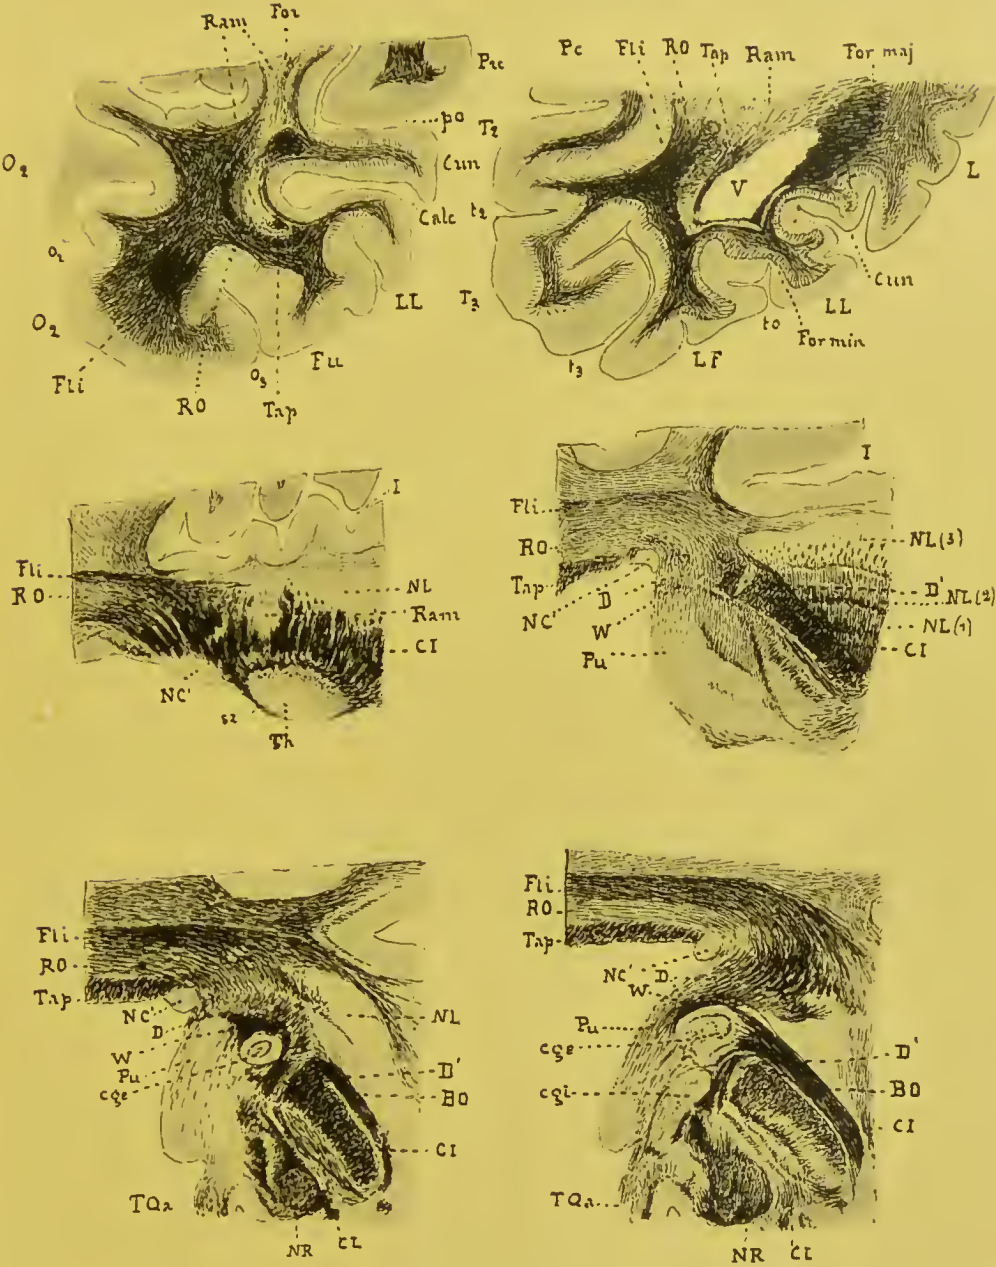 Ram For
Prc
po
O2
Cun
Calc
o2
LL
O2
Fli
RO
o3
Tap
Fu
Pc Fli RO Tap Ram For maj
T2
L
V
t2
T3
Cun
LL
to
For min
LF
t3
I
Fli
RO
NL
Ram
CI
NC'
Th
I
Fli
RO
Tap
NC'
D
W
Pu
NL(3)
D'
NL(2)
NL(1)
CI
Fli
RO
Tap
NC'
D
W
Pu
cge
NL
D'
BO
CI
TQa
NR CL
Fli
RO
Tap
NC' D
W
Pu
cge
cgi
D'
BO
CI
TQa
NR CL